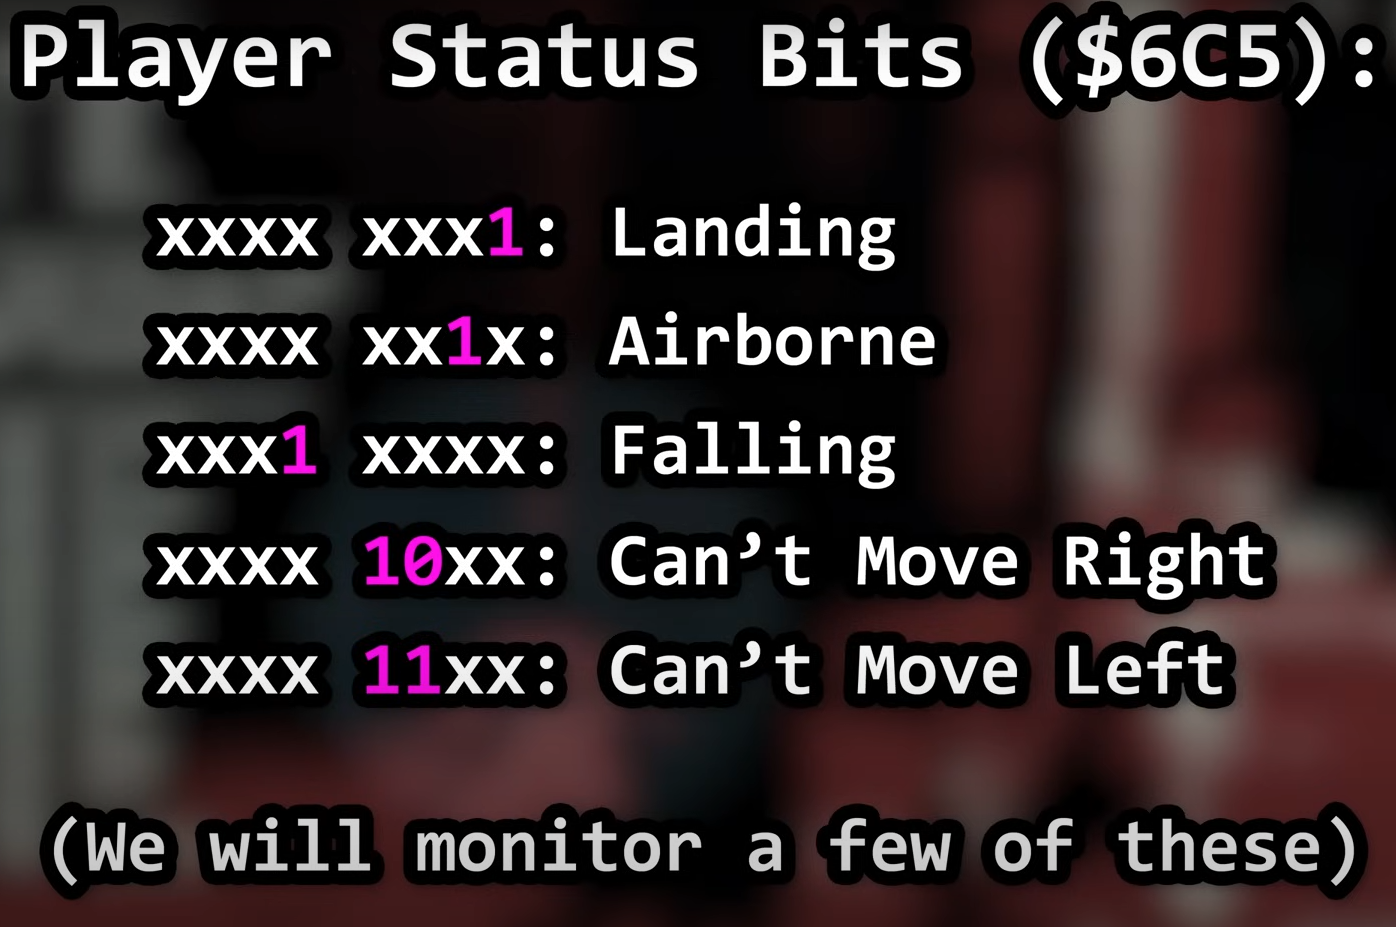 Player Status Bits ($6C5):
xxxx xxx1: Landing
xxxx xx1x: Airborne
xxx1 xxxx: Falling
xxxx 10xx: Can’t Move Right
xxxx 11xx: Can’t Move Left
(We will monitor a few of these)